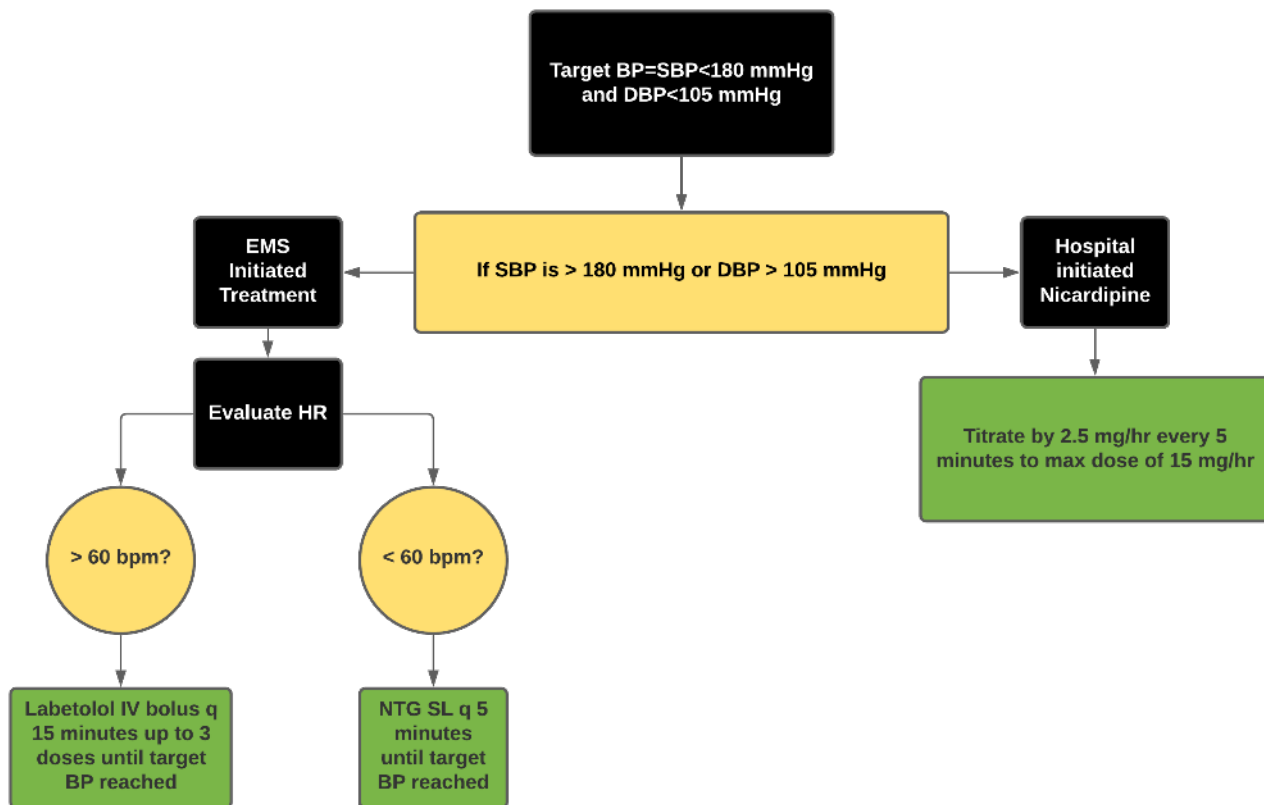 Target BP=SBP<180 mmHg
and DBP<105 mmHg
EMS
Initiated
Treatment
If SBP is > 180 mmHg or DBP > 105 mmHg
Hospital
initiated
Nicardipine
Evaluate HR
Titrate by 2.5 mg/hr every 5
minutes to max dose of 15 mg/hr
> 60 bpm?
< 60 bpm?
Labetolol IV bolus q
15 minutes up to 3
doses until target
BP reached
NTG SL q 5
minutes
until target
BP reached